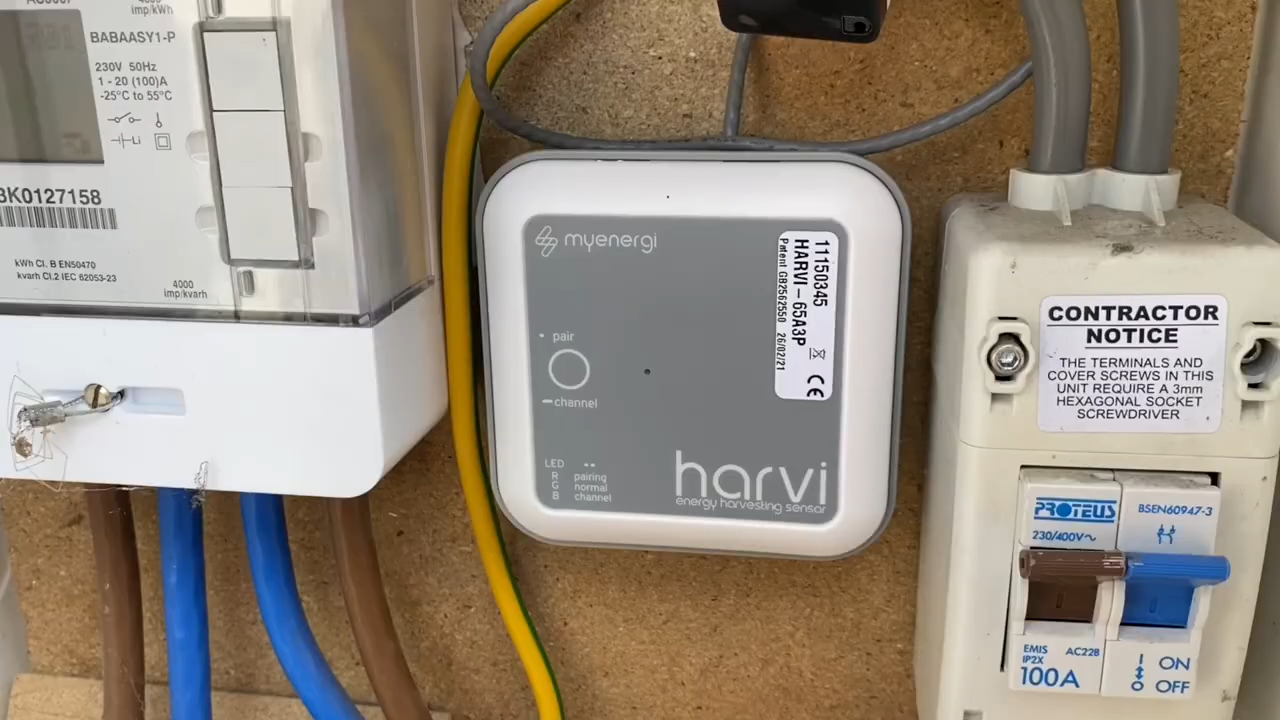 imp/kWh
BABAASY1-P
230V 50Hz
1 - 20 (100)A
-25°C to 55°C
3K0127158
kWh Cl. B EN50470
kvarh Cl.2 IEC 62053-23
4000
imp/kvarh
myenergi
11150345
HARVI - 65A3P
Patent GB2562550 26/02/21
CE
pair
channel
LED
R pairing
G normal
B channel
harvi
energy harvesting sensor
CONTRACTOR
NOTICE
THE TERMINALS AND
COVER SCREWS IN THIS
UNIT REQUIRE A 3mm
HEXAGONAL SOCKET
SCREWDRIVER
PROTEUS
230/400V~
BSEN60947-3
EMIS AC22B
IP2X
100A
ON
OFF